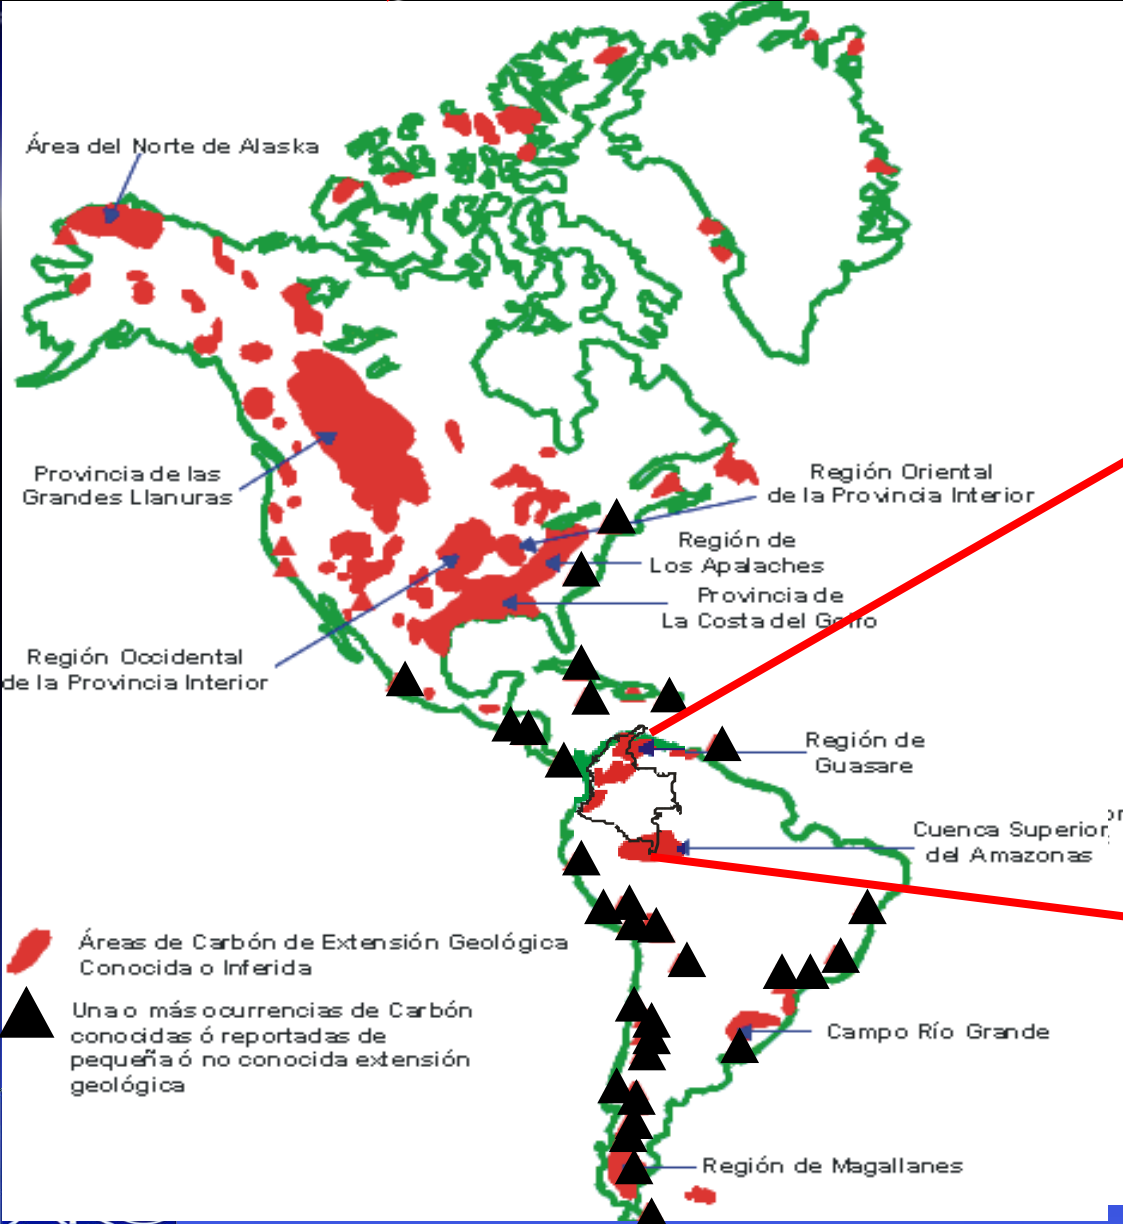 Área del Norte de Alaska
Provincia de las
Grandes Llanuras
Región Oriental
de la Provincia Interior
Región de
Los Apalaches
Provincia de
La Costa del Golfo
Región Occidental
de la Provincia Interior
Región de
Guasare
Cuenca Superior
del Amazonas
Áreas de Carbón de Extensión Geológica
Conocida o Inferida
Una o más ocurrencias de Carbón
conocidas ó reportadas de
pequeña ó no conocida extensión
geológica
Campo Río Grande
Región de Magallanes